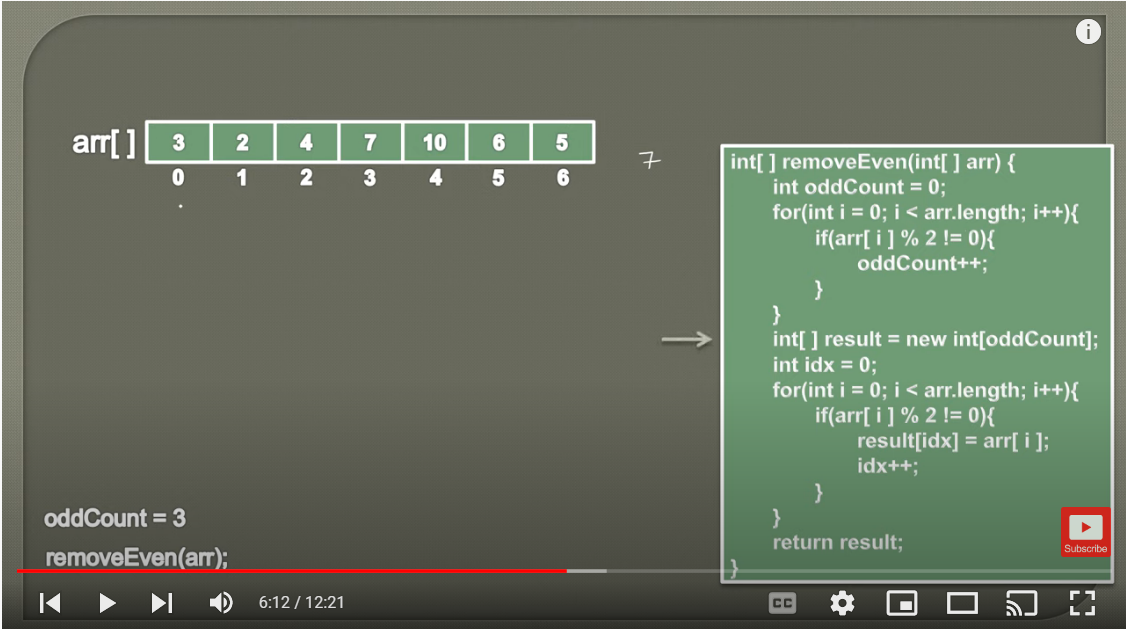 arr[ ] 3 2 4 7 10 6 5
0 1 2 3 4 5 6
7
int[ ] removeEven(int[ ] arr) {
int oddCount = 0;
for(int i = 0; i < arr.length; i++){
if(arr[ i ] % 2 != 0){
oddCount++;
}
}
int[ ] result = new int[oddCount];
int idx = 0;
for(int i = 0; i < arr.length; i++){
if(arr[ i ] % 2 != 0){
result[idx] = arr[ i ];
idx++;
}
}
return result;
}
oddCount = 3
removeEven(arr);
Subscribe
6:12 / 12:21
CC
i